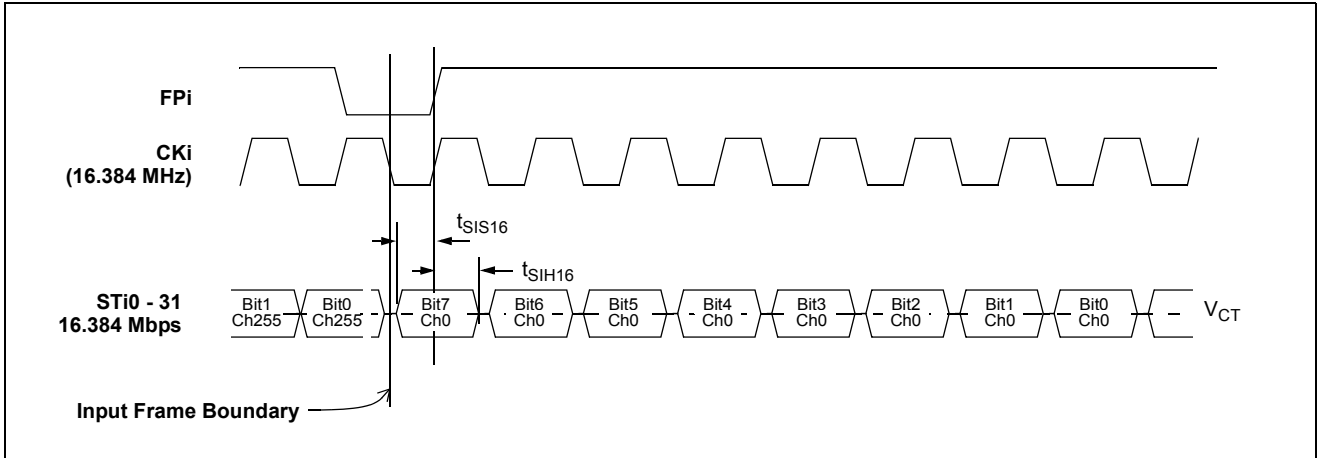 FPi
CKi
(16.384 MHz)
tSIS16
tSIH16
STi0 - 31
16.384 Mbps
Bit1 Bit0 Bit7 Bit6 Bit5 Bit4 Bit3 Bit2 Bit1 Bit0
Ch255 Ch255 Ch0 Ch0 Ch0 Ch0 Ch0 Ch0 Ch0 Ch0
VCT
Input Frame Boundary